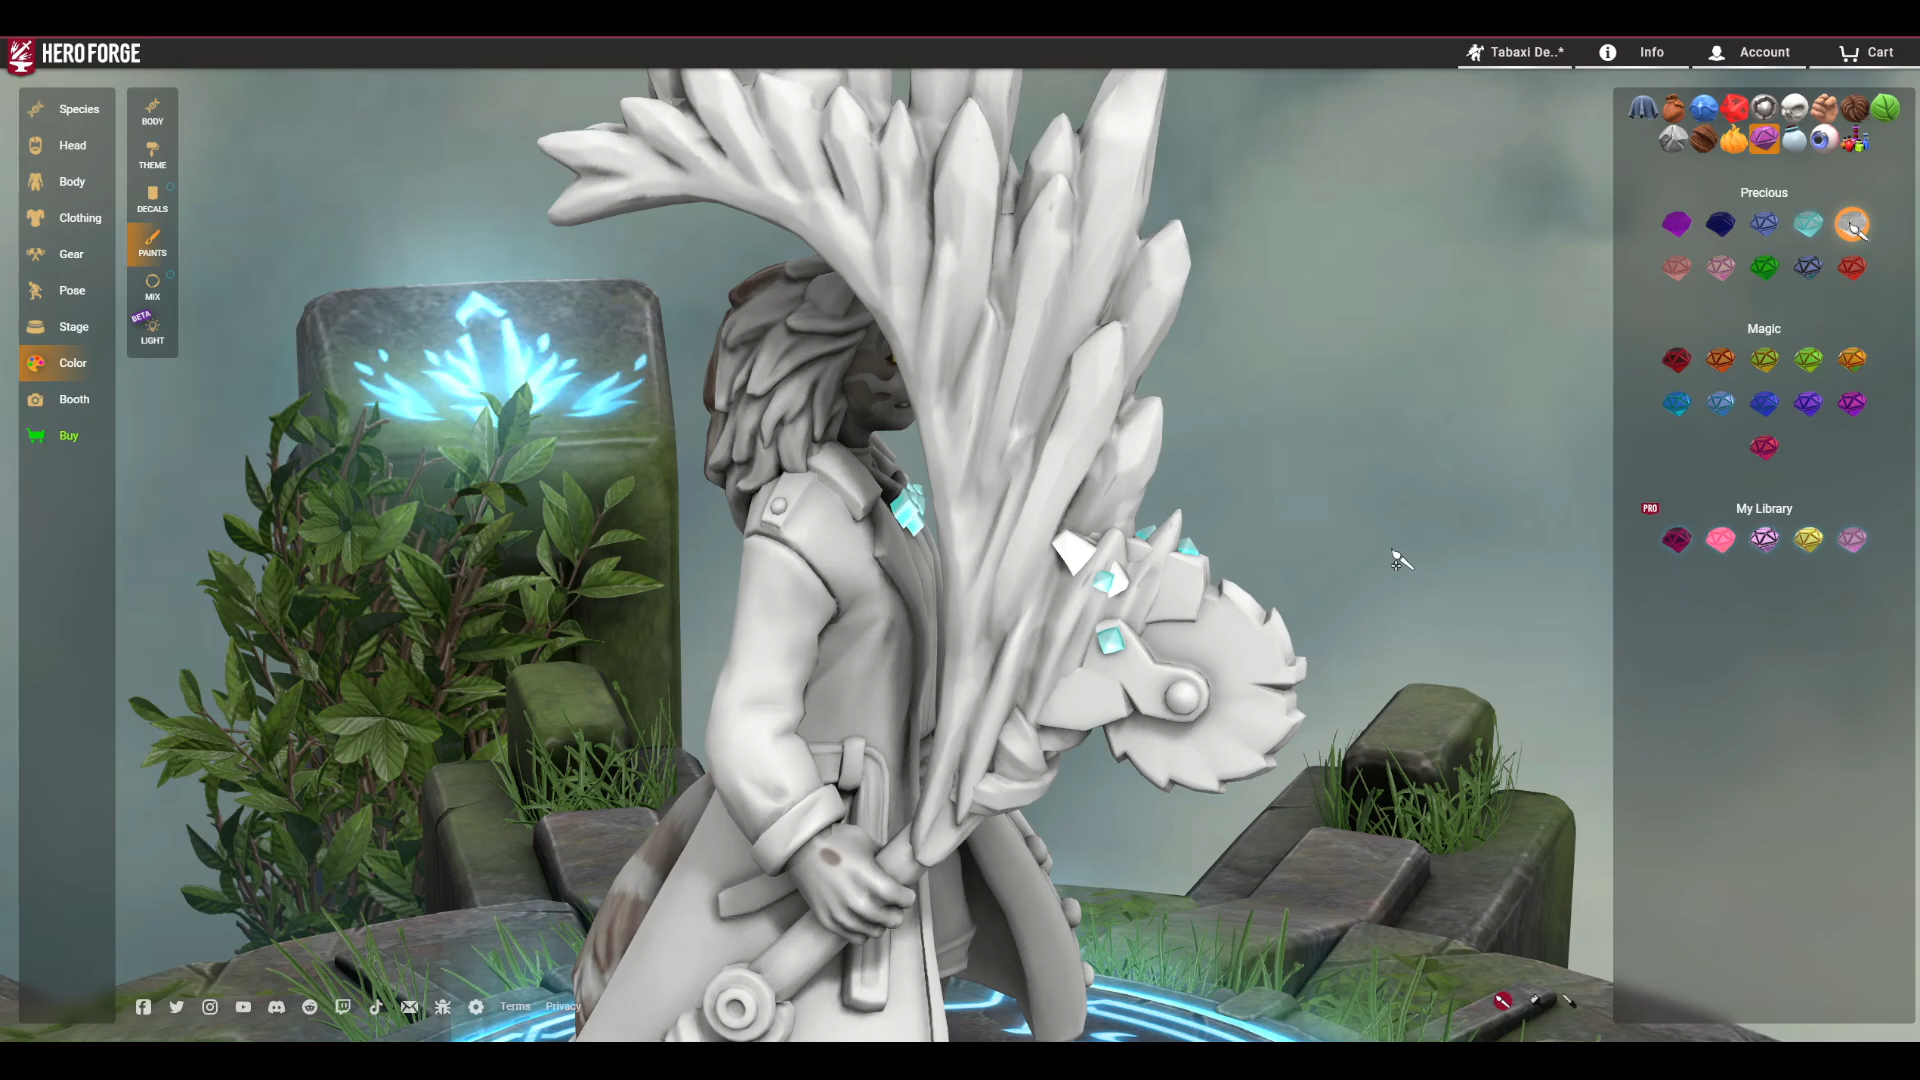 HERO FORGE
Tabaxi De..*
Info
Account
Cart
Species
Head
Body
Clothing
Gear
Pose
Stage
Color
Booth
Buy
BODY
THEME
DECALS
PAINTS
MIX
BETA
LIGHT
Precious
Magic
PRO
My Library
Terms
Privacy